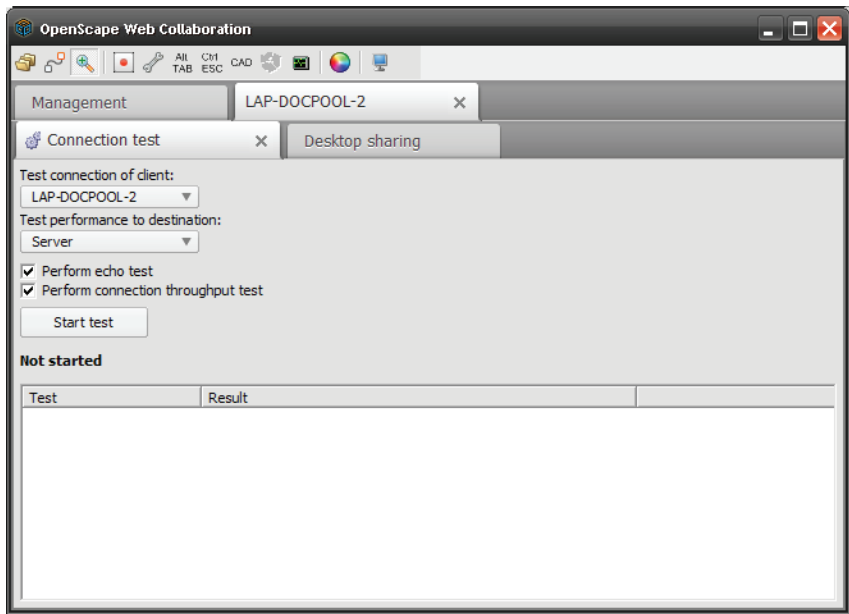 OpenScape Web Collaboration
Alt TAB Ctrl ESC CAD
Management LAP-DOCPOOL-2
Connection test Desktop sharing
Test connection of client:
LAP-DOCPOOL-2
Test performance to destination:
Server
Perform echo test
Perform connection throughput test
Start test
Not started
Test Result